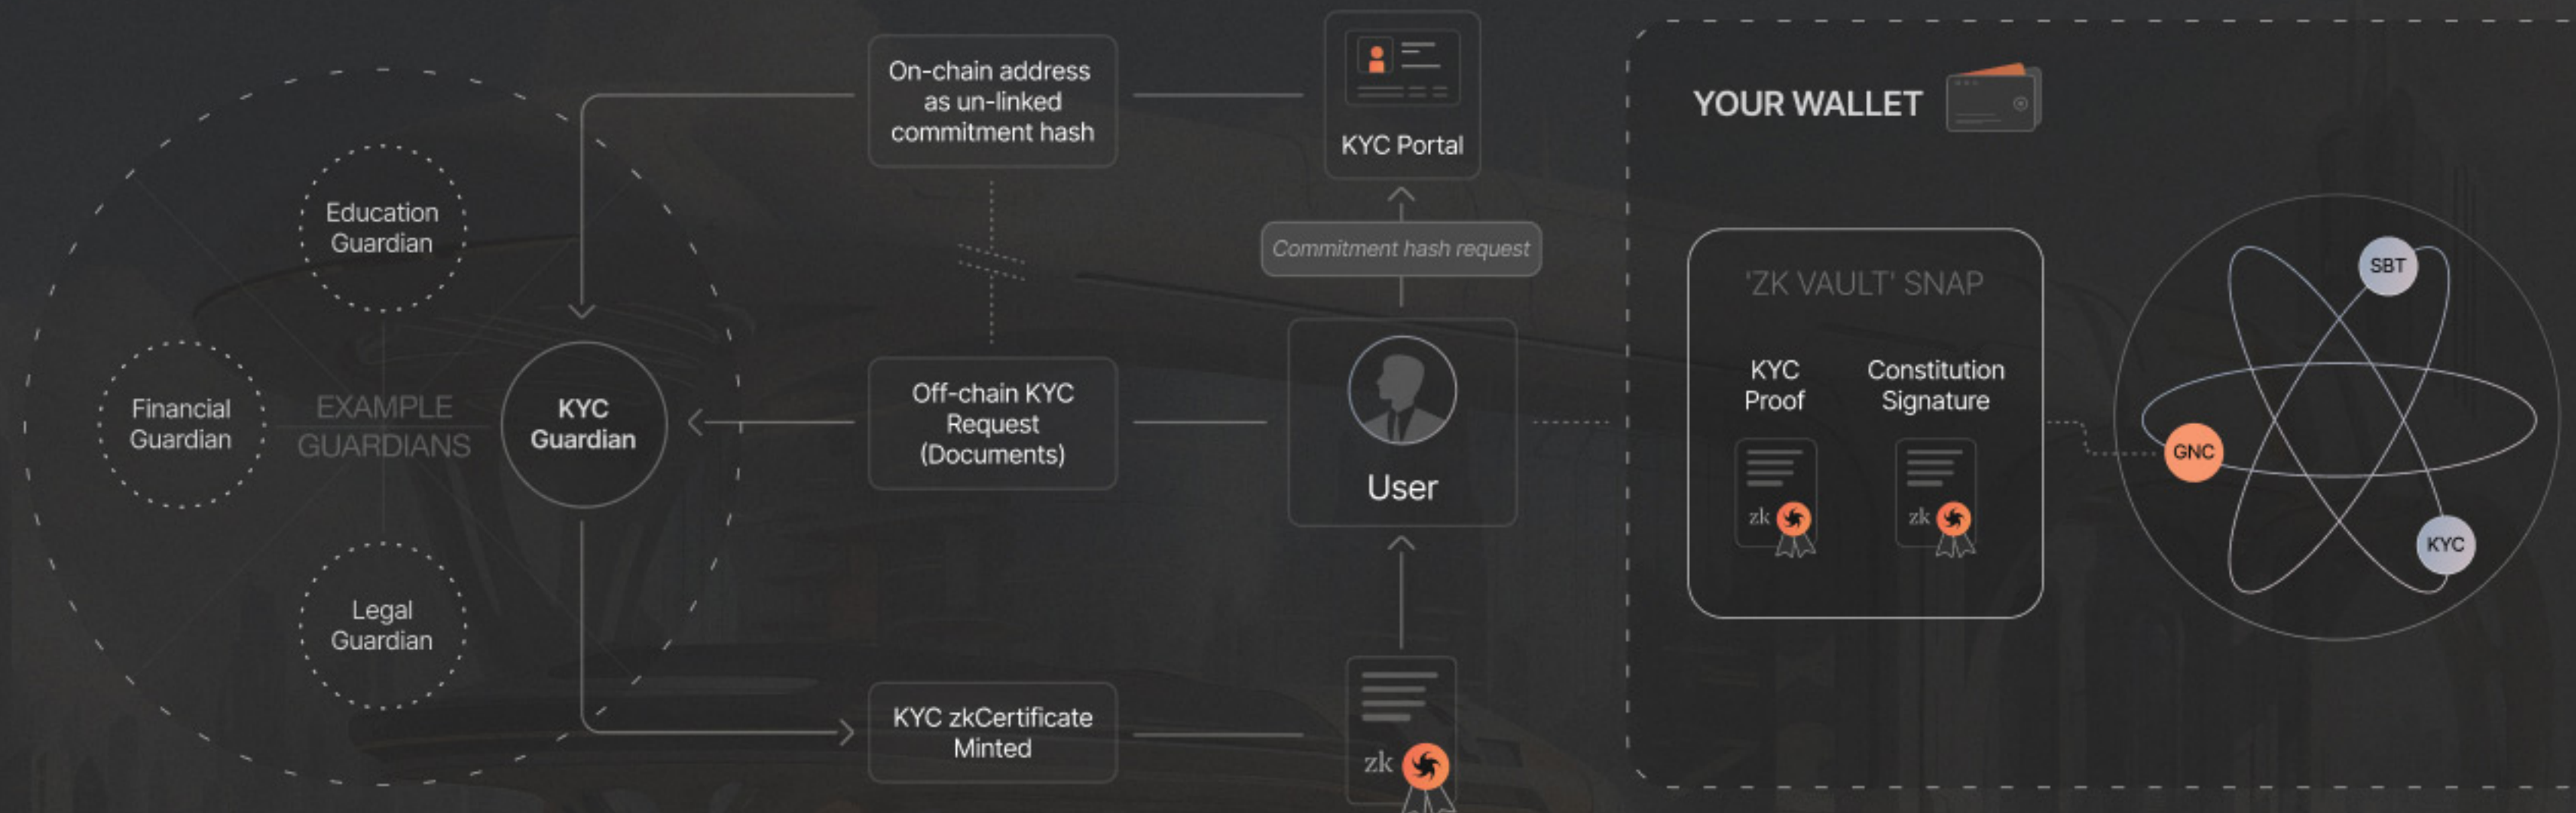 Education
Guardian
Financial
Guardian
EXAMPLE
GUARDIANS
KYC
Guardian
Legal
Guardian
On-chain address
as un-linked
commitment hash
Off-chain KYC
Request
(Documents)
KYC zkCertificate
Minted
KYC Portal
Commitment hash request
User
zk
YOUR WALLET
'ZK VAULT' SNAP
KYC
Proof
zk
Constitution
Signature
zk
SBT
GNC
KYC